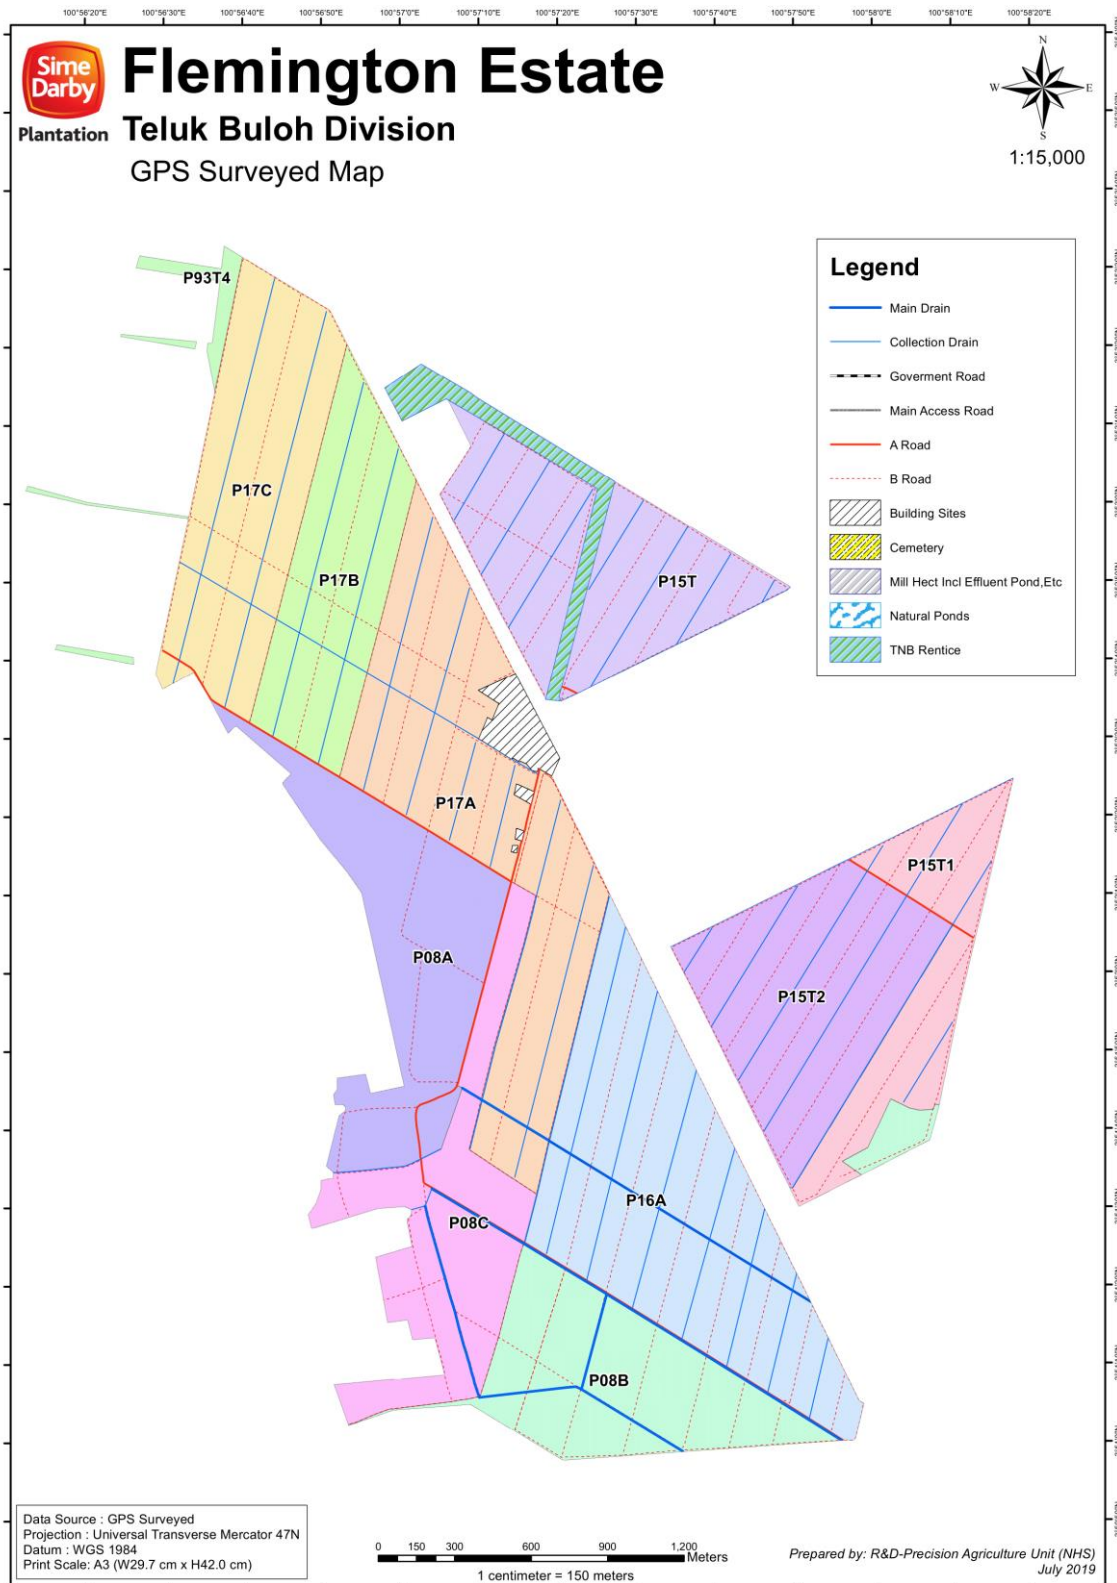 100°56'20"E 100°56'30"E 100°56'40"E 100°56'50"E 100°57'0"E 100°57'10"E 100°57'20"E 100°57'30"E 100°57'40"E 100°57'50"E 100°58'0"E 100°58'10"E 100°58'20"E
Sime
Darby
Plantation
Flemington Estate
Teluk Buloh Division
GPS Surveyed Map
N
W E
S
1:15,000
Legend
Main Drain
Collection Drain
Goverment Road
Main Access Road
A Road
B Road
Building Sites
Cemetery
Mill Hect Incl Effluent Pond,Etc
Natural Ponds
TNB Rentice
P93T4
P17C
P17B
P15T
P17A
P15T1
P08A
P15T2
P16A
P08C
P08B
Data Source : GPS Surveyed
Projection : Universal Transverse Mercator 47N
Datum : WGS 1984
Print Scale: A3 (W29.7 cm x H42.0 cm)
0 150 300 600 900 1,200
Meters
1 centimeter = 150 meters
Prepared by: R&D-Precision Agriculture Unit (NHS)
July 2019